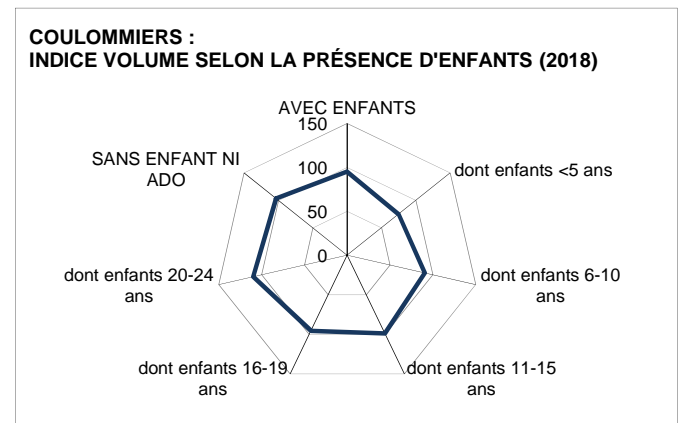 COULOMMIERS :
INDICE VOLUME SELON LA PRÉSENCE D'ENFANTS (2018)
AVEC ENFANTS
150
100
50
0
dont enfants <5 ans
dont enfants 6-10
ans
dont enfants 11-15
ans
dont enfants 16-19
ans
dont enfants 20-24
ans
SANS ENFANT NI
ADO